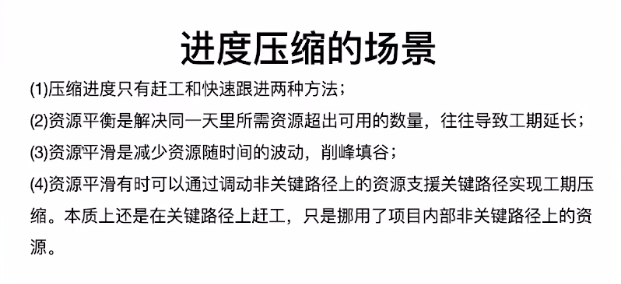 进度压缩的场景
(1)压缩进度只有赶工和快速跟进两种方法；
(2)资源平衡是解决同一天里所需资源超出可用的数量，往往导致工期延长；
(3)资源平滑是减少资源随时间的波动，削峰填谷；
(4)资源平滑有时可以通过调动非关键路径上的资源支援关键路径实现工期压
缩。本质上还是在关键路径上赶工，只是挪用了项目内部非关键路径上的资
源。